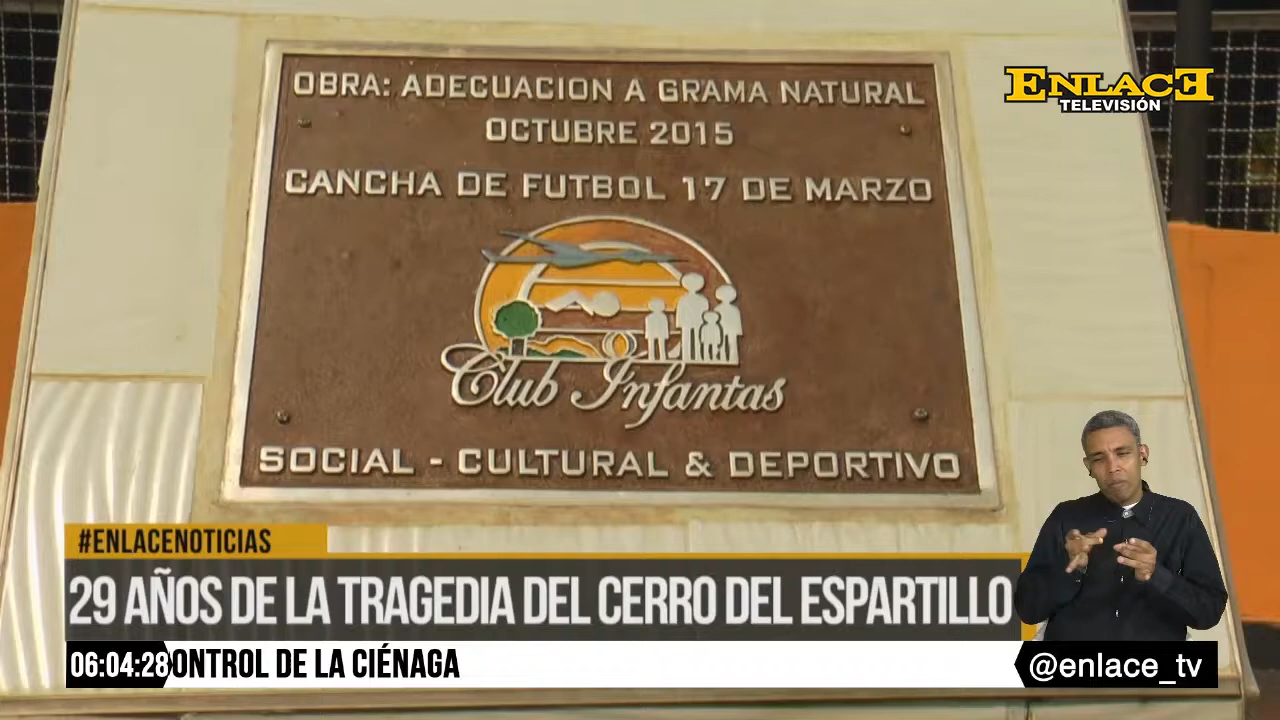 OBRA: ADECUACION A GRAMA NATURAL
OCTUBRE 2015
CANCHA DE FUTBOL 17 DE MARZO
Club Infantas
SOCIAL - CULTURAL & DEPORTIVO
ENLACE
TELEVISIÓN
#ENLACENOTICIAS
29 AÑOS DE LA TRAGEDIA DEL CERRO DEL ESPARTILLO
06:04:28 ONTROL DE LA CIÉNAGA
@enlace_tv